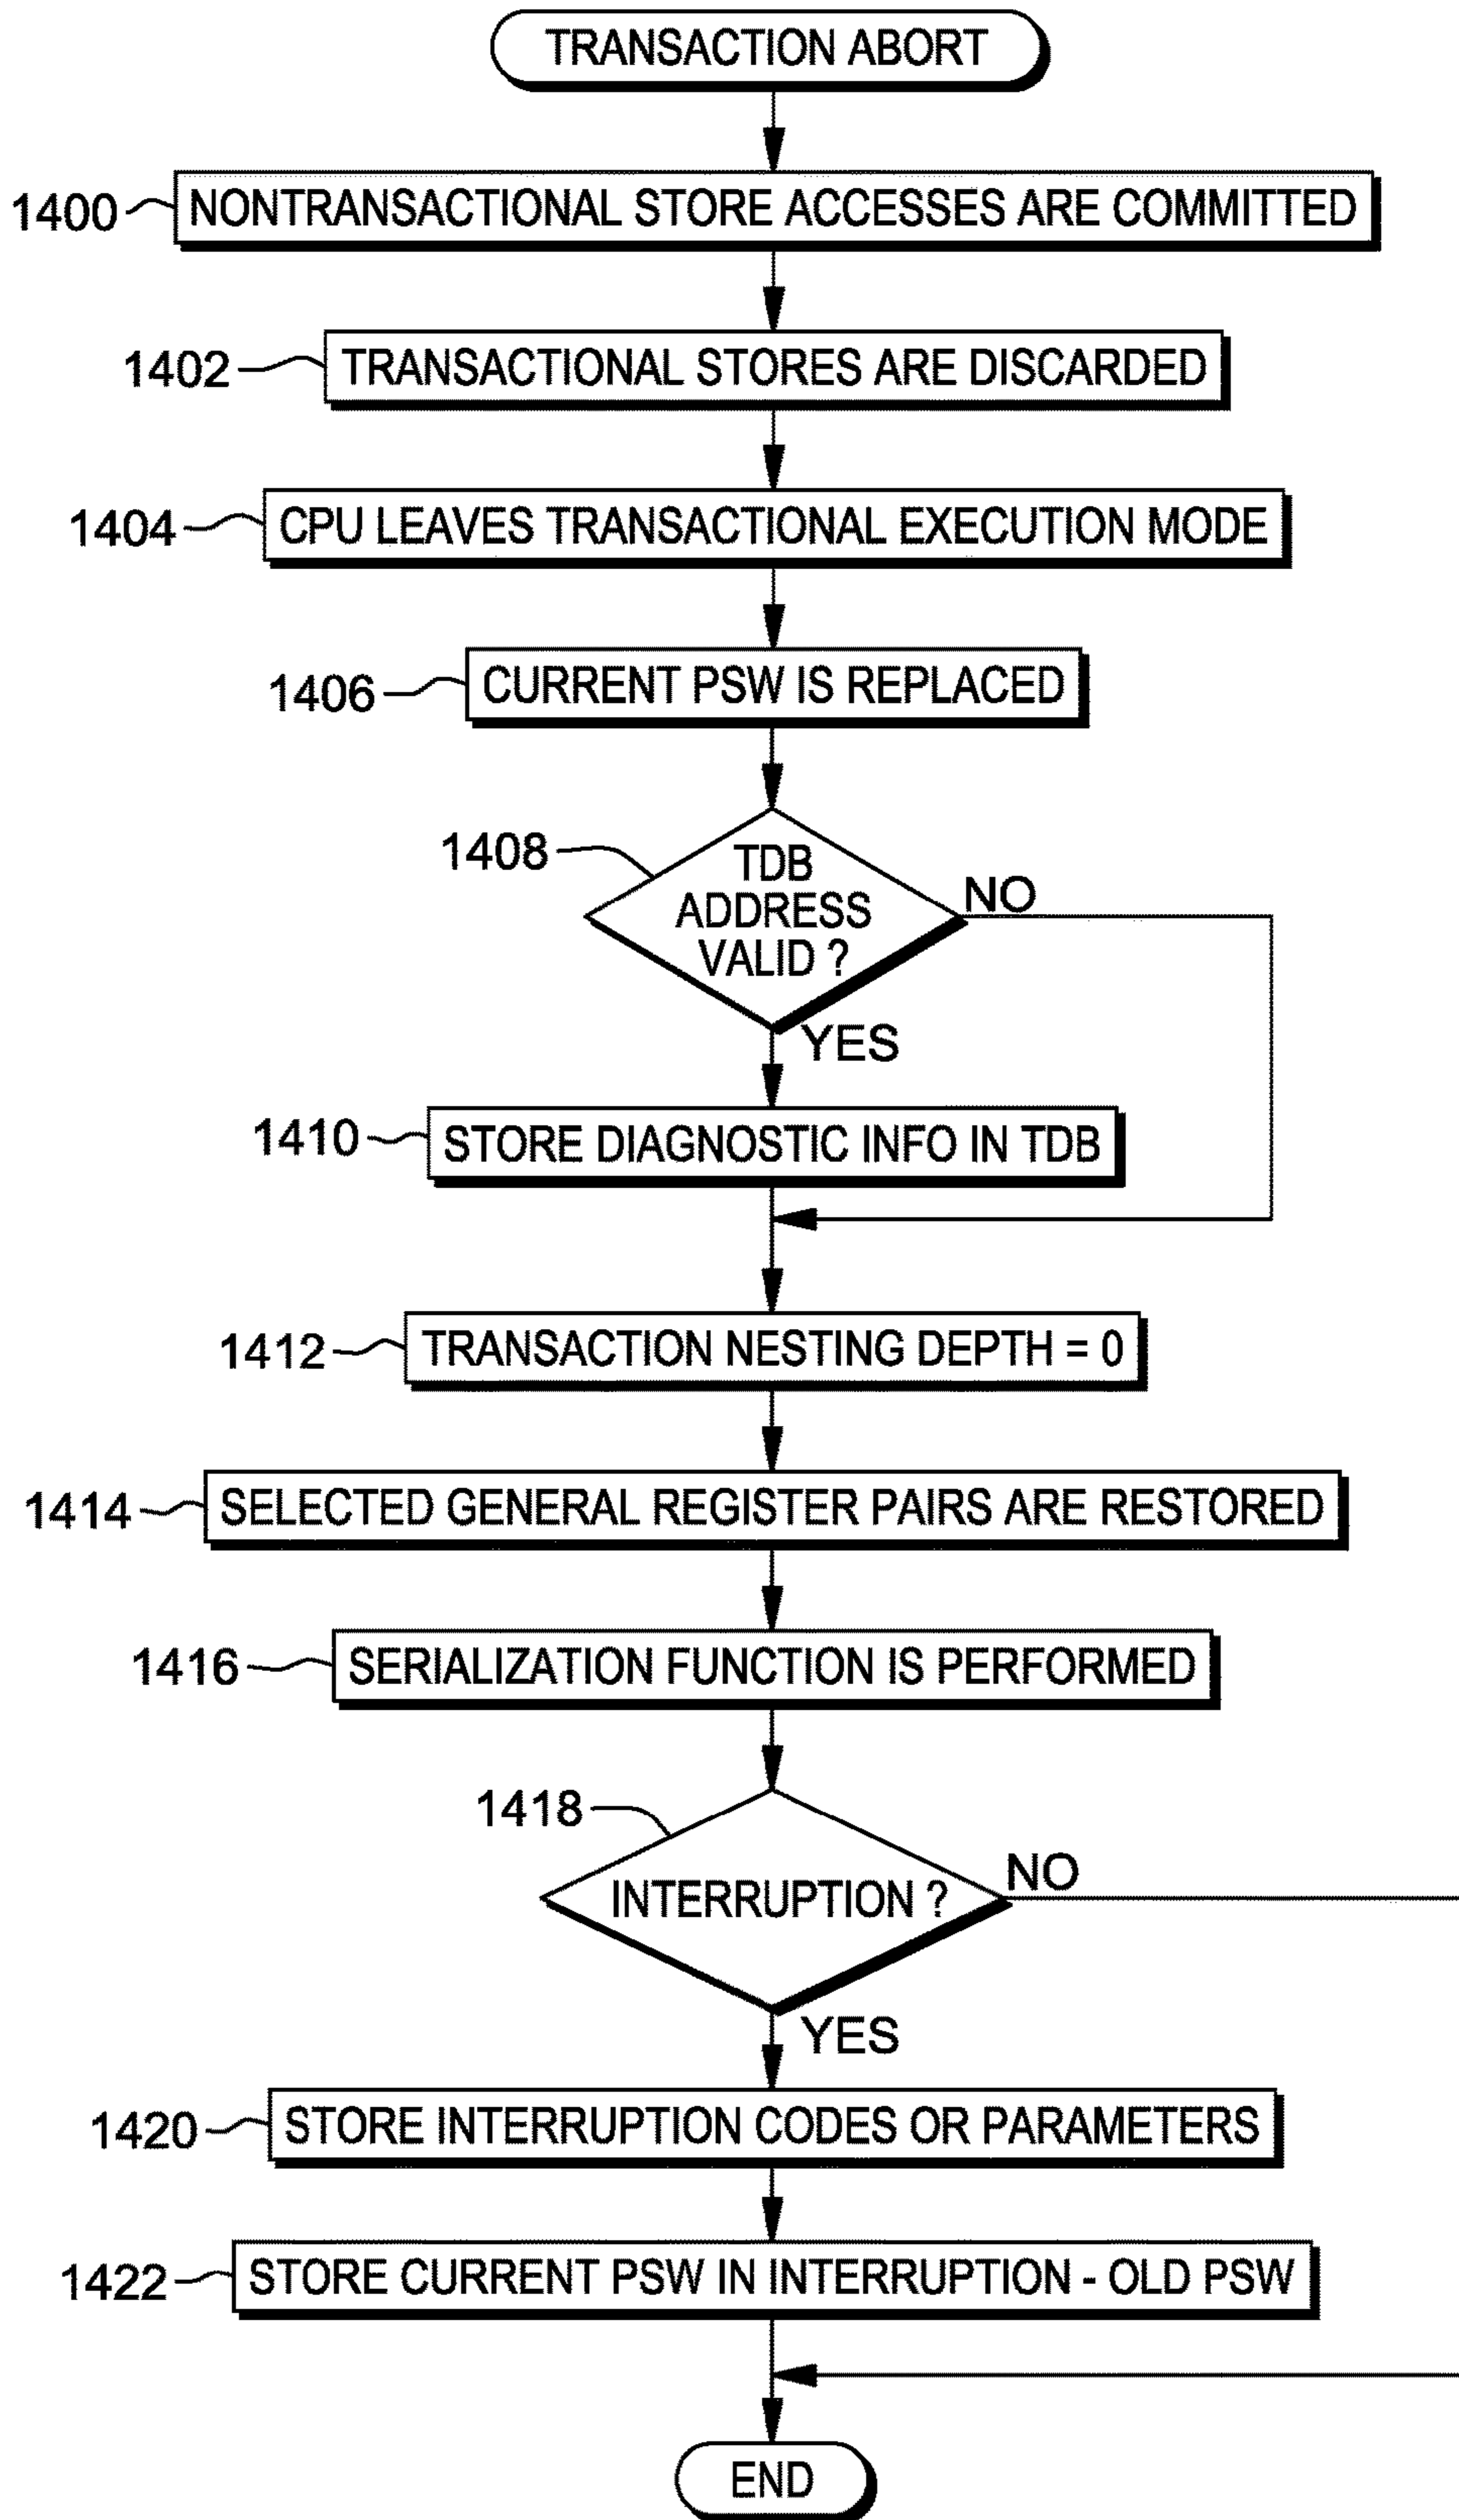 TRANSACTION ABORT
1400
NONTRANSACTIONAL STORE ACCESSES ARE COMMITTED
1402
TRANSACTIONAL STORES ARE DISCARDED
1404
CPU LEAVES TRANSACTIONAL EXECUTION MODE
1406
CURRENT PSW IS REPLACED
1408
TDB
ADDRESS
VALID ?
NO
YES
1410
STORE DIAGNOSTIC INFO IN TDB
1412
TRANSACTION NESTING DEPTH = 0
1414
SELECTED GENERAL REGISTER PAIRS ARE RESTORED
1416
SERIALIZATION FUNCTION IS PERFORMED
1418
INTERRUPTION ?
NO
YES
1420
STORE INTERRUPTION CODES OR PARAMETERS
1422
STORE CURRENT PSW IN INTERRUPTION - OLD PSW
END